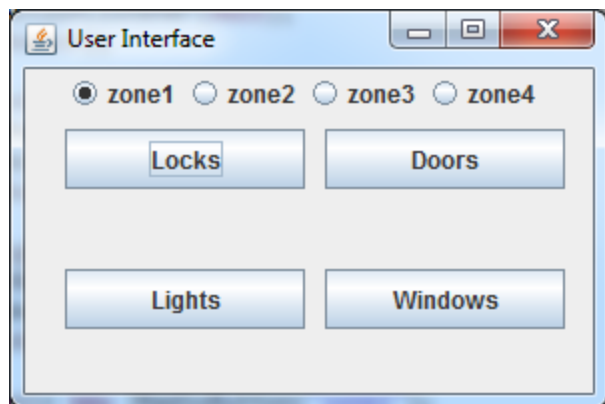 User Interface
zone1 zone2 zone3 zone4
Locks Doors
Lights Windows